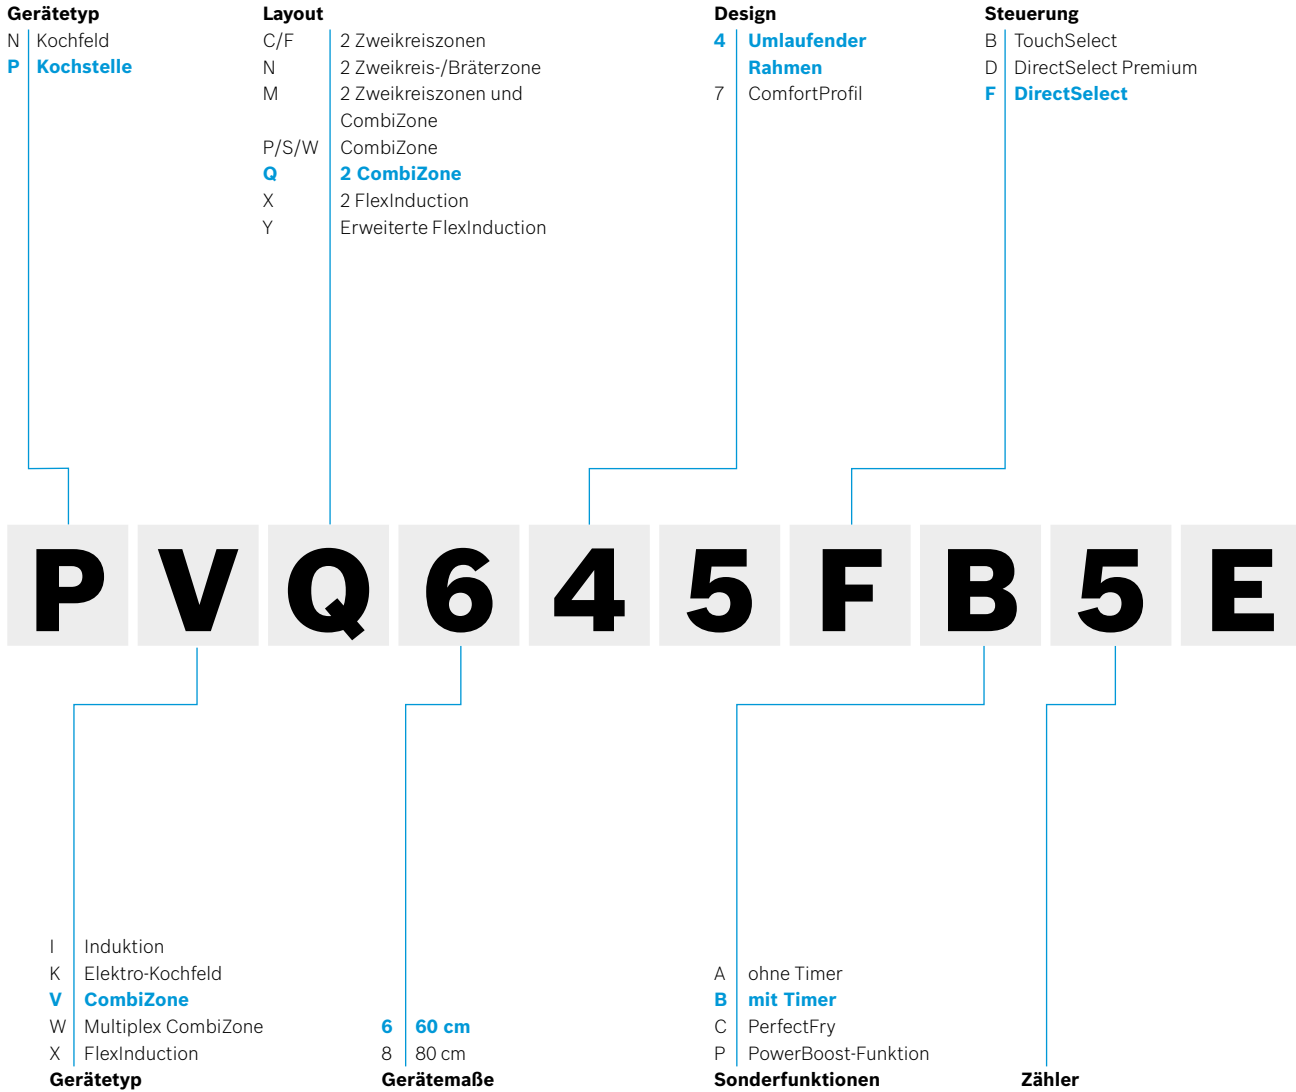 Gerätetyp
N Kochfeld
P Kochstelle
Layout
C/F 2 Zweikreiszonen
N 2 Zweikreis-/Bräterzone
M 2 Zweikreiszonen und
CombiZone
P/S/W CombiZone
Q 2 CombiZone
X 2 FlexInduction
Y Erweiterte FlexInduction
Design
4 Umlaufender
Rahmen
7 ComfortProfil
Steuerung
B TouchSelect
D DirectSelect Premium
F DirectSelect
P V Q 6 4 5 F B 5 E
I Induktion
K Elektro-Kochfeld
V CombiZone
W Multiplex CombiZone
X FlexInduction
Gerätetyp
6 60 cm
8 80 cm
Gerätemaße
A ohne Timer
B mit Timer
C PerfectFry
P PowerBoost-Funktion
Sonderfunktionen
Zähler